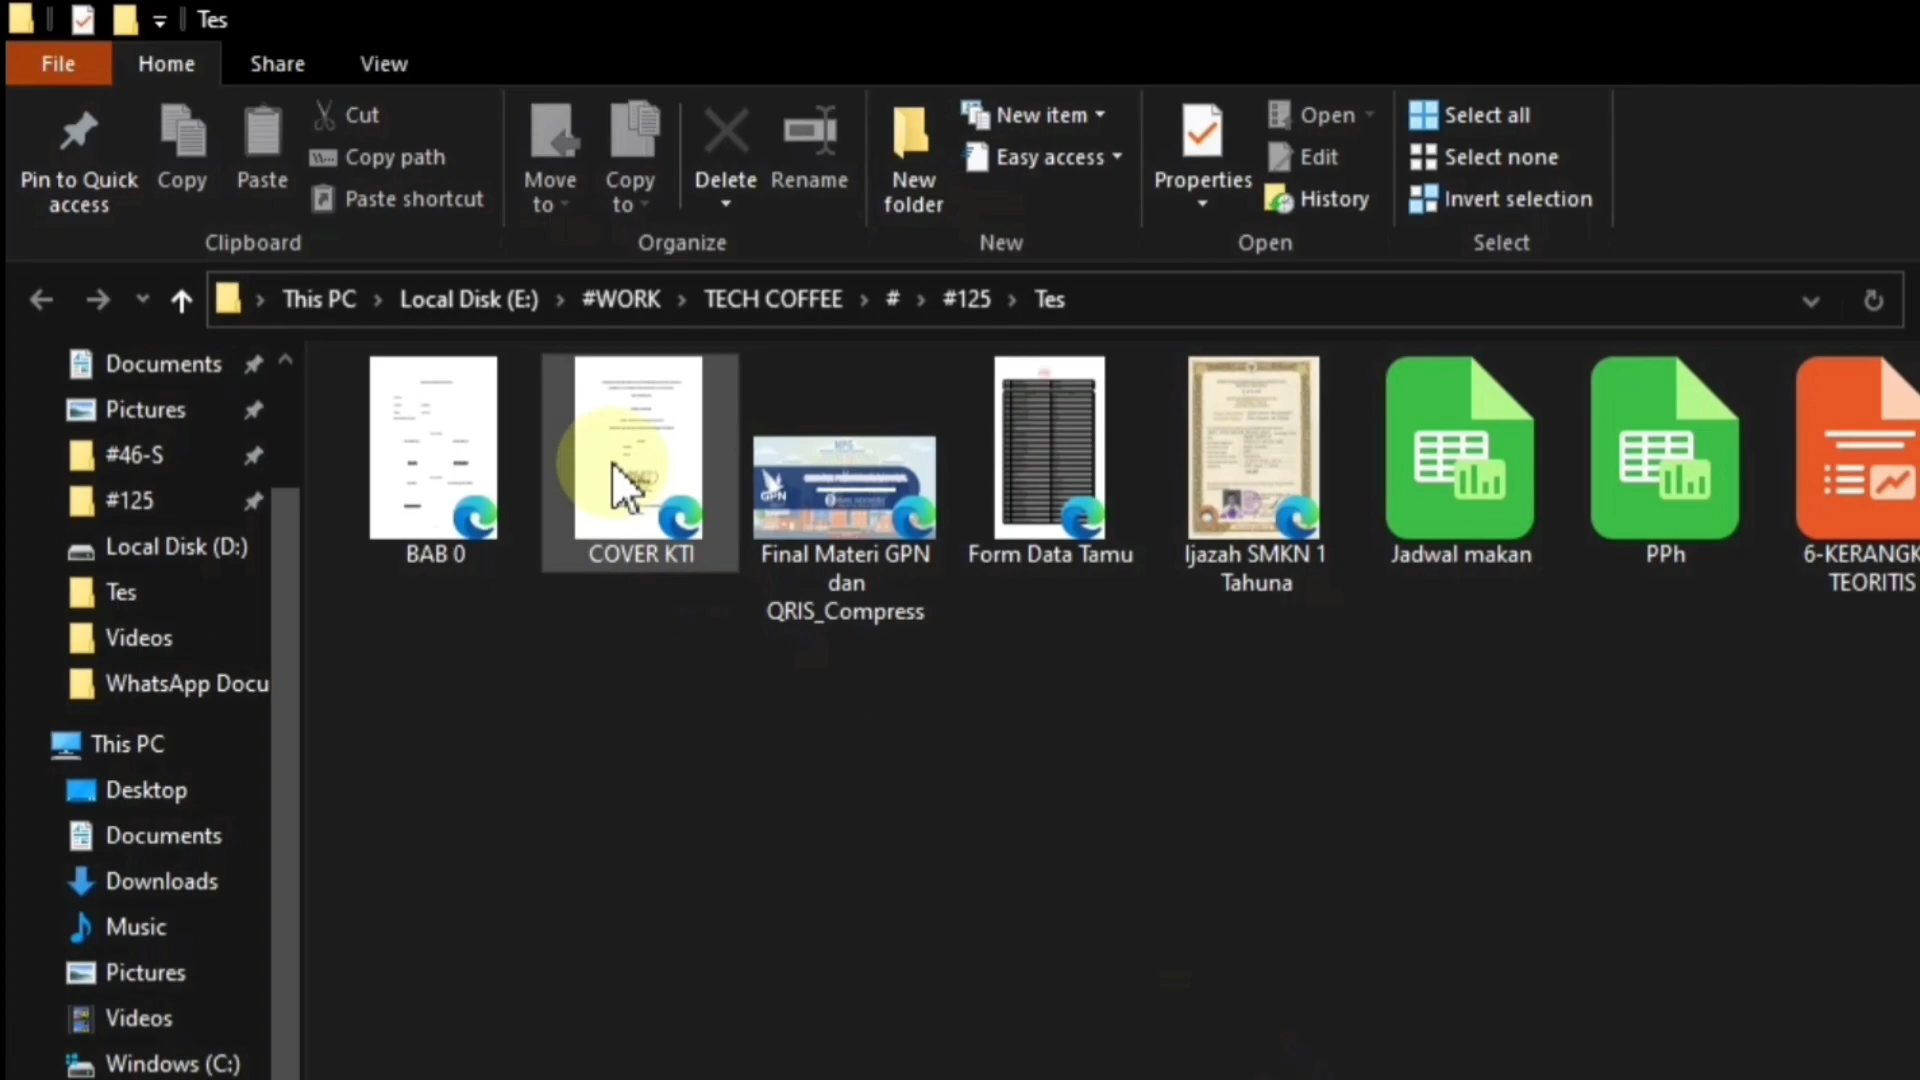 Tes
File Home Share View
Pin to Quick access
Copy
Paste
Cut
Copy path
Paste shortcut
Clipboard
Move to
Copy to
Delete
Rename
Organize
New folder
New item
Easy access
New
Properties
Open
Edit
History
Open
Select all
Select none
Invert selection
Select
This PC > Local Disk (E:) > #WORK > TECH COFFEE > # > #125 > Tes
Documents
Pictures
#46-S
#125
Local Disk (D:)
Tes
Videos
WhatsApp Docu
This PC
Desktop
Documents
Downloads
Music
Pictures
Videos
Windows (C:)
BAB 0
COVER KTI
GPN
Final Materi GPN
dan
QRIS_Compress
Form Data Tamu
Ijazah SMKN 1
Tahuna
Jadwal makan
PPh
6-KERANGK
TEORITIS